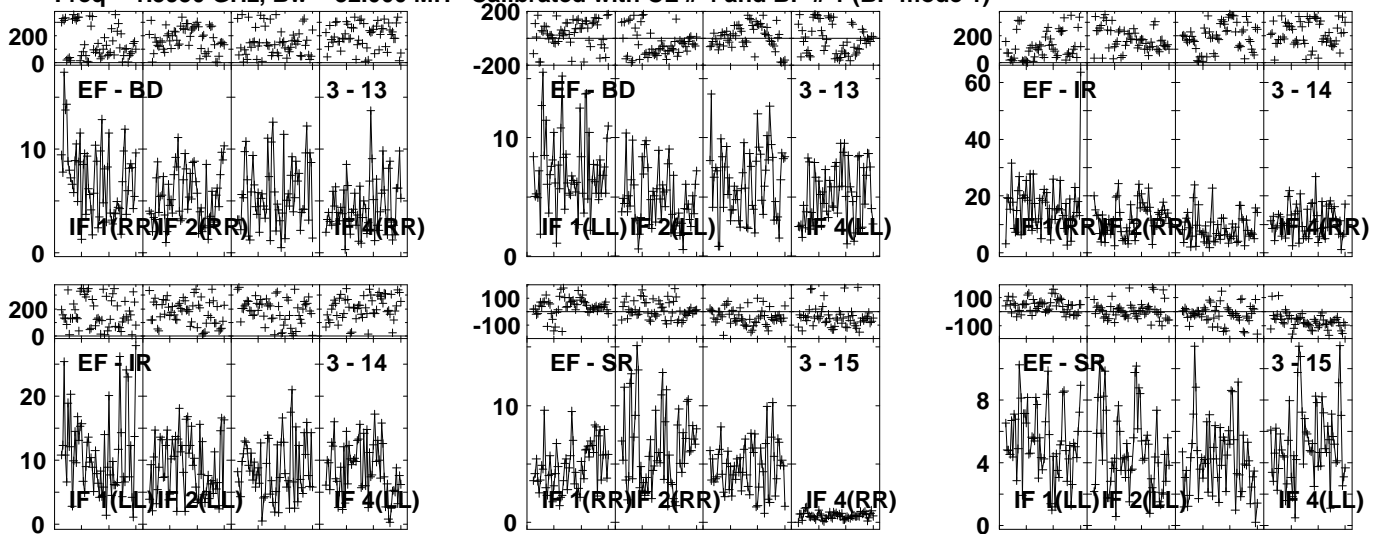 200
0
EF - BD 3 - 13
10
0
IF 1(RR) IF 2(RR) IF 4(RR)
200
-200
EF - BD 3 - 13
10
0
IF 1(LL) IF 2(LL) IF 4(LL)
200
0
60
EF - IR 3 - 14
40
20
0
IF 1(RR) IF 2(RR) IF 4(RR)
200
0
EF - IR 3 - 14
20
10
0
IF 1(LL) IF 2(LL) IF 4(LL)
100
-100
EF - SR 3 - 15
10
0
IF 1(RR) IF 2(RR) IF 4(RR)
100
-100
EF - SR 3 - 15
8
4
0
IF 1(LL) IF 2(LL) IF 4(LL)